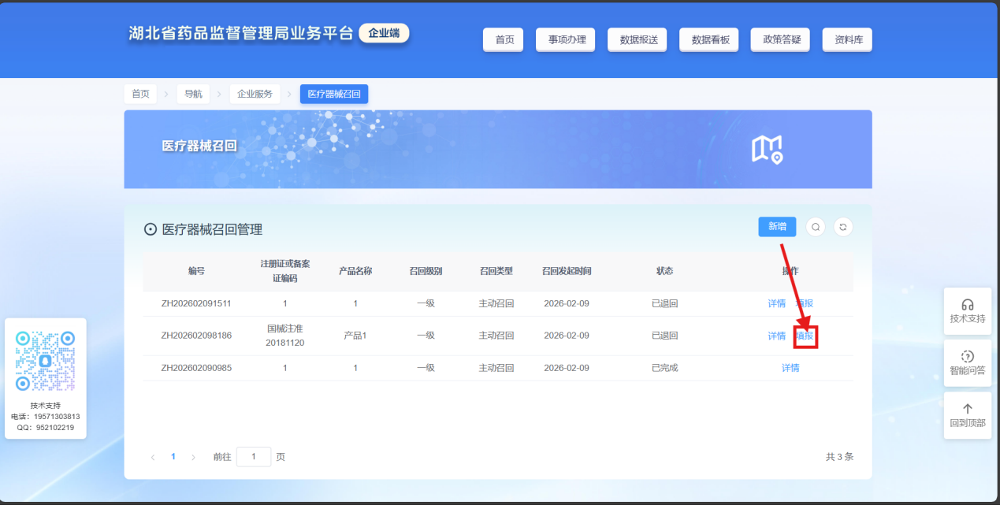 湖北省药品监督管理局业务平台 企业端
首页 事项办理 数据报送 数据看板 政策答疑 资料库
首页 > 导航 > 企业服务 > 医疗器械召回
医疗器械召回
医疗器械召回管理 新增
编号 注册证或备案证编码 产品名称 召回级别 召回类型 召回发起时间 状态 操作
ZH202602091511 1 1 一级 主动召回 2026-02-09 已退回 详情 填报
ZH202602098186 国械注准20181120 产品1 一级 主动召回 2026-02-09 已退回 详情 填报
ZH202602090985 1 1 一级 主动召回 2026-02-09 已完成 详情
< 1 > 前往 1 页 共 3 条
技术支持
电话：19571303813
QQ：952102219
技术支持
智能问答
回到顶部